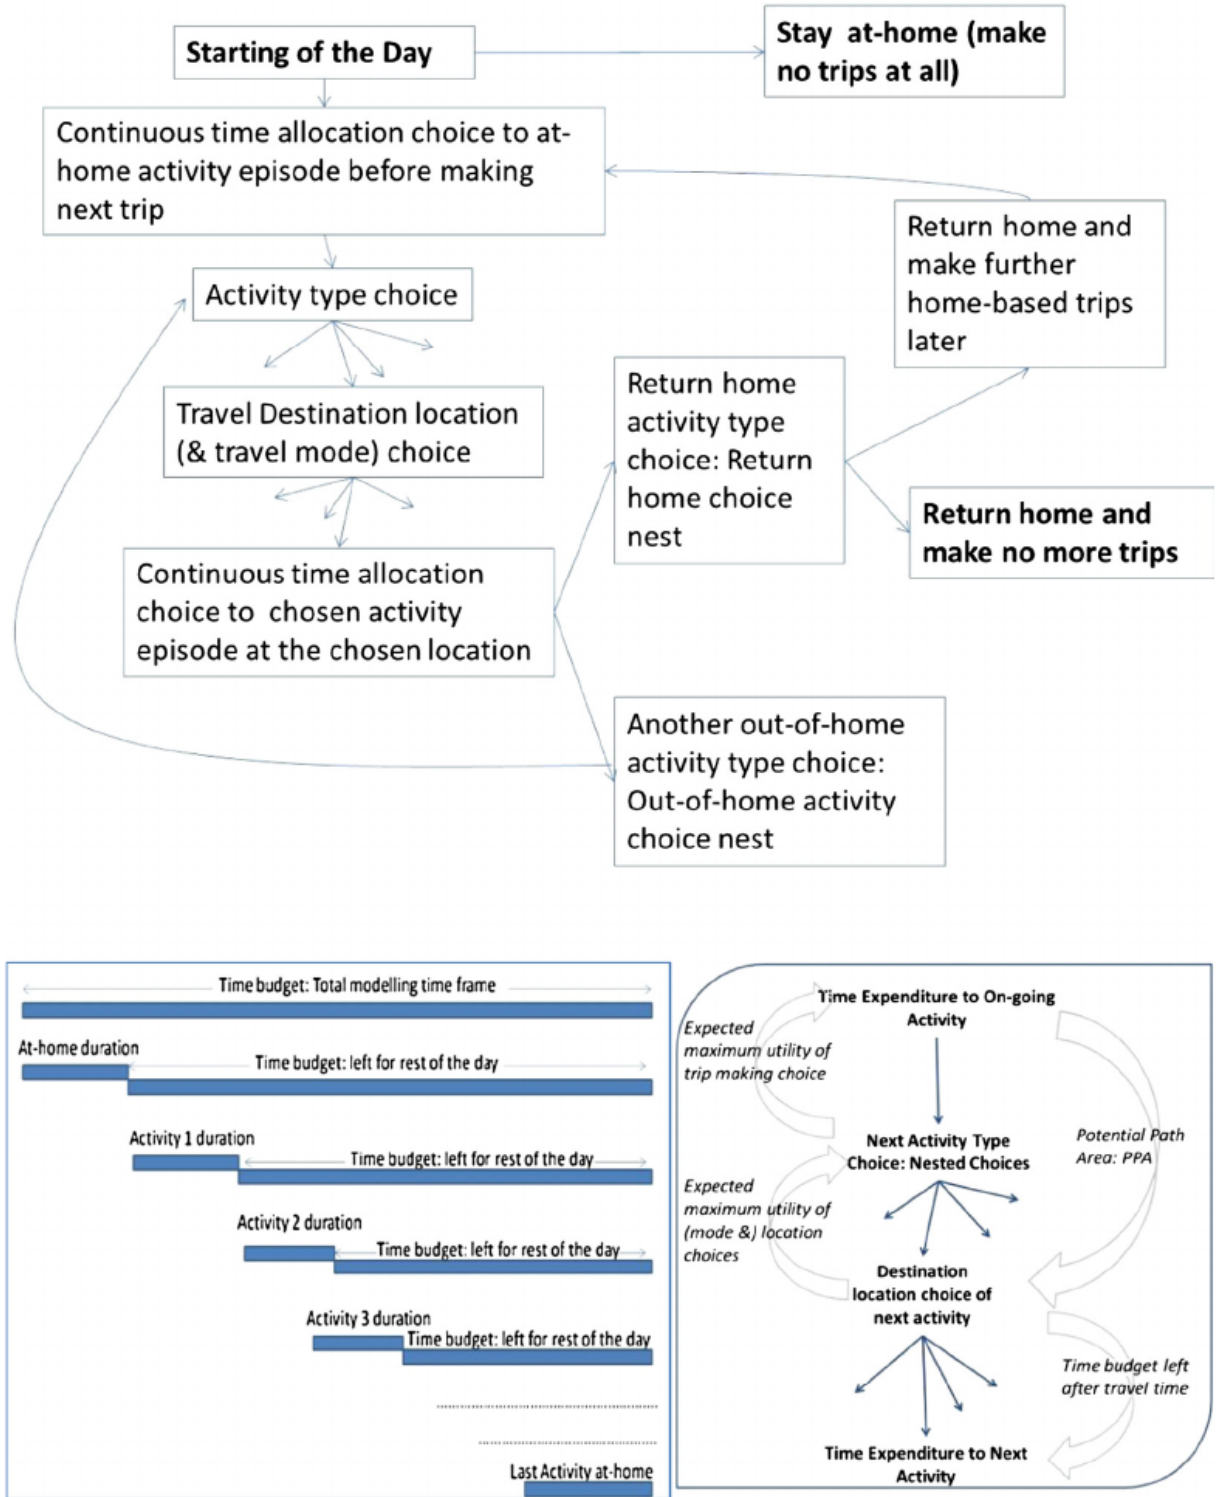 Starting of the Day
Stay at-home (make
no trips at all)
Continuous time allocation choice to at-
home activity episode before making
next trip
Return home and
make further
home-based trips
later
Activity type choice
Return home
activity type
choice: Return
home choice
nest
Travel Destination location
(& travel mode) choice
Return home and
make no more trips
Continuous time allocation
choice to chosen activity
episode at the chosen location
Another out-of-home
activity type choice:
Out-of-home activity
choice nest
Time budget: Total modelling time frame
At-home duration
Time budget: left for rest of the day
Activity 1 duration
Time budget: left for rest of the day
Activity 2 duration
Time budget: left for rest of the day
Activity 3 duration
Time budget: left for rest of the day
Last Activity at-home
Time Expenditure to On-going
Activity
Expected
maximum utility of
trip making choice
Next Activity Type
Choice: Nested Choices
Potential Path
Area: PPA
Expected
maximum utility of
(mode &) location
choices
Destination
location choice of
next activity
Time budget left
after travel time
Time Expenditure to Next
Activity